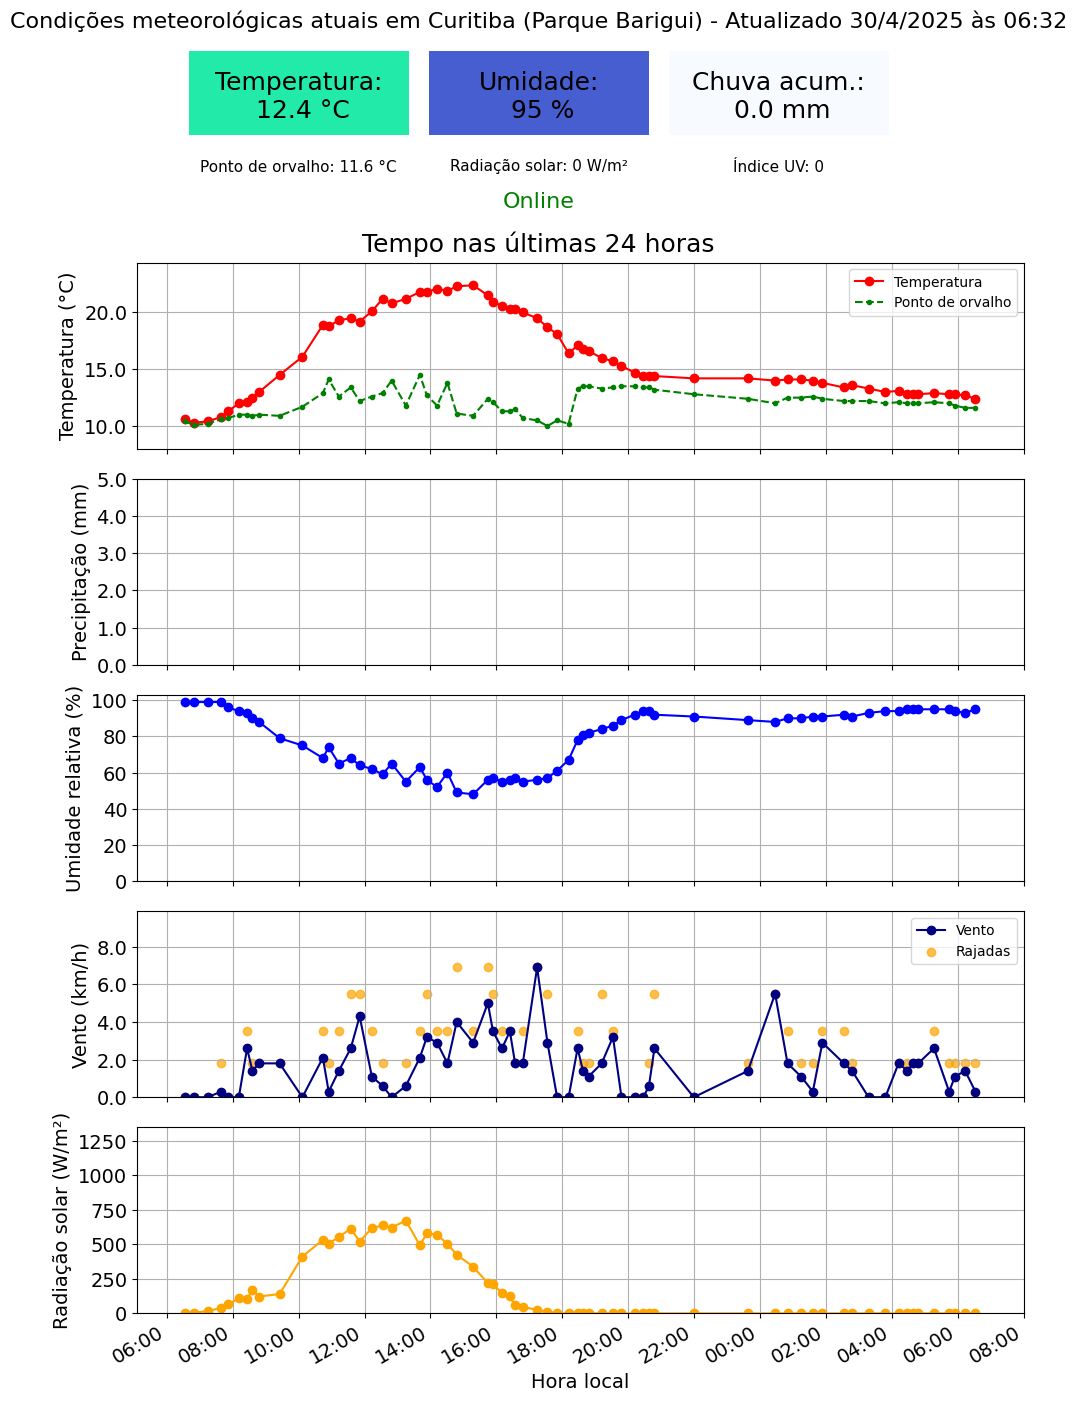 Condições meteorológicas atuais em Curitiba (Parque Barigui) - Atualizado 30/4/2025 às 06:32
Temperatura:
12.4 °C
Umidade:
95 %
Chuva acum.:
0.0 mm
Ponto de orvalho: 11.6 °C
Radiação solar: 0 W/m²
Índice UV: 0
Online
Tempo nas últimas 24 horas
Temperatura (°C)
20.0
15.0
10.0
Temperatura
Ponto de orvalho
Precipitação (mm)
5.0
4.0
3.0
2.0
1.0
0.0
Umidade relativa (%)
100
80
60
40
20
0
Vento (km/h)
8.0
6.0
4.0
2.0
0.0
Vento
Rajadas
Radiação solar (W/m²)
1250
1000
750
500
250
0
06:00
08:00
10:00
12:00
14:00
16:00
18:00
20:00
22:00
00:00
02:00
04:00
06:00
08:00
Hora local